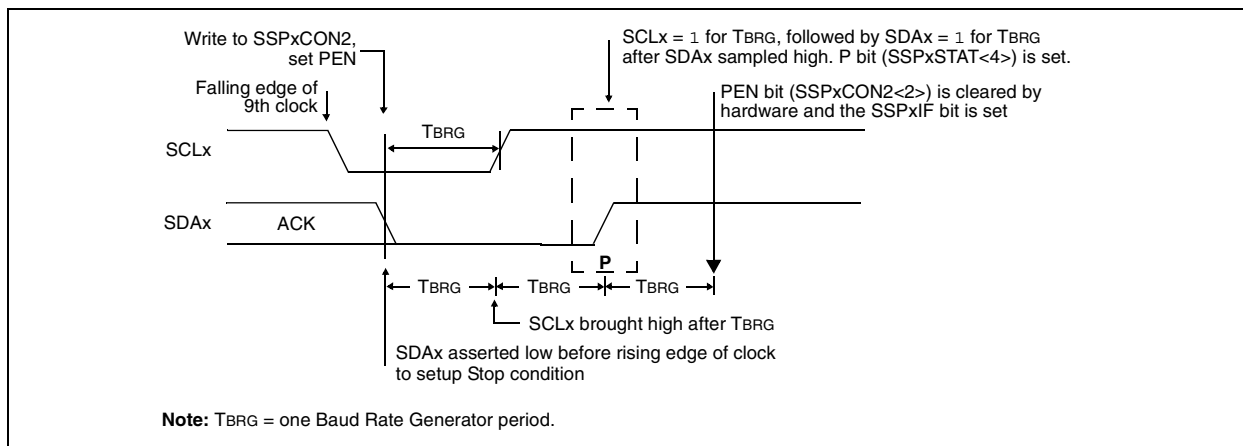 Write to SSPxCON2,
set PEN
SCLx = 1 for TBRG, followed by SDAx = 1 for TBRG
after SDAx sampled high. P bit (SSPxSTAT<4>) is set.
Falling edge of
9th clock
PEN bit (SSPxCON2<2>) is cleared by
hardware and the SSPxIF bit is set
TBRG
SCLx
SDAx
ACK
P
TBRG
TBRG
TBRG
SCLx brought high after TBRG
SDAx asserted low before rising edge of clock
to setup Stop condition
Note: TBRG = one Baud Rate Generator period.